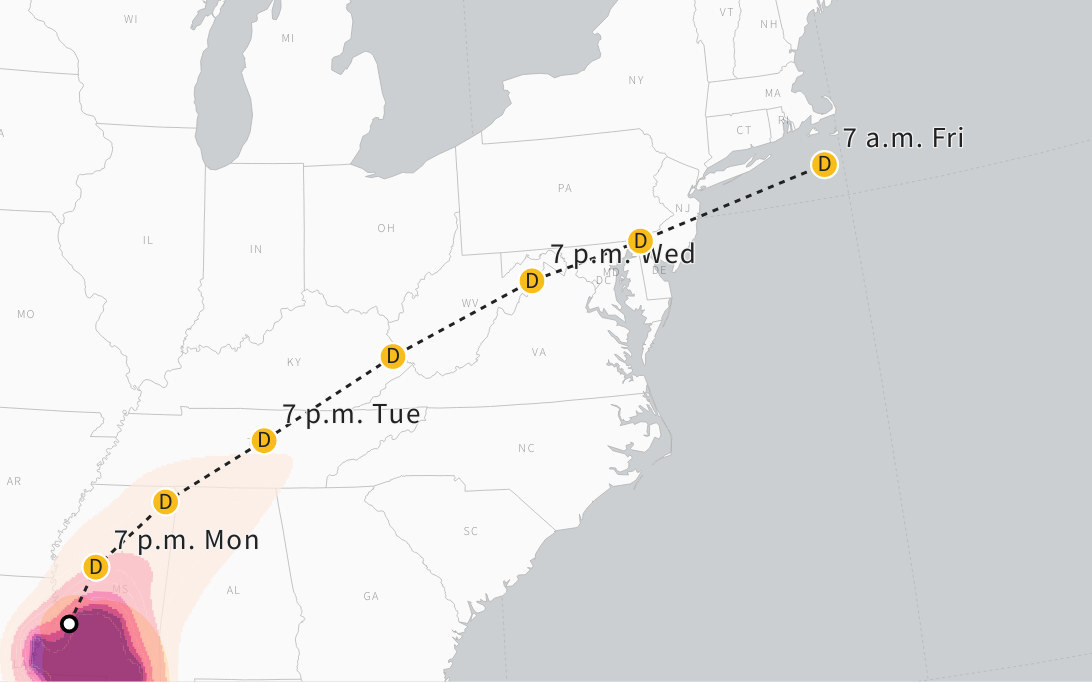 VT
WI
NH
MI
NY
MA
RI
CT
7 a.m. Fri
D
PA
NJ
OH
IL
IN
D
7 p.m. Wed
MD
DE
DC
D
WV
MO
VA
D
KY
7 p.m. Tue
D
NC
AR
D
SC
7 p.m. Mon
D
MS
AL
GA